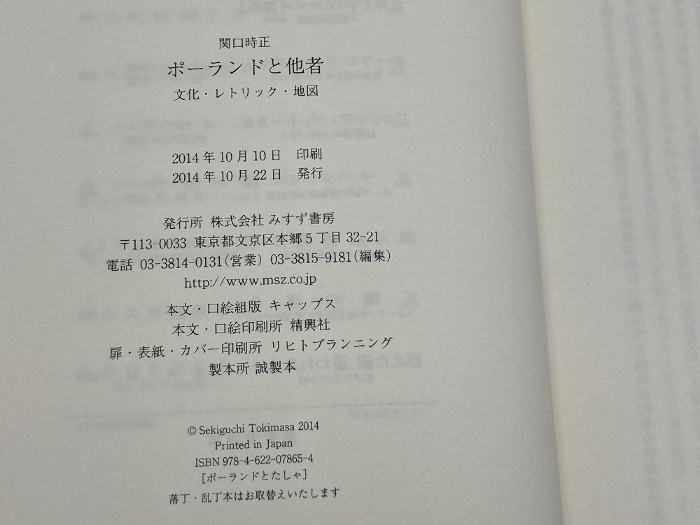 関口時正
ポーランドと他者
文化・レトリック・地図
2014年10月10日 印刷
2014年10月22日 発行
発行所 株式会社 みすず書房
〒113-0033 東京都文京区本郷5丁目32-21
電話 03-3814-0131(営業) 03-3815-9181(編集)
http://www.msz.co.jp
本文・口絵組版 キャップス
本文・口絵印刷所 精興社
扉・表紙・カバー印刷所 リヒトプランニング
製本所 誠製本
© Sekiguchi Tokimasa 2014
Printed in Japan
ISBN 978-4-622-07865-4
[ポーランドとたしゃ]
落丁・乱丁本はお取替えいたします